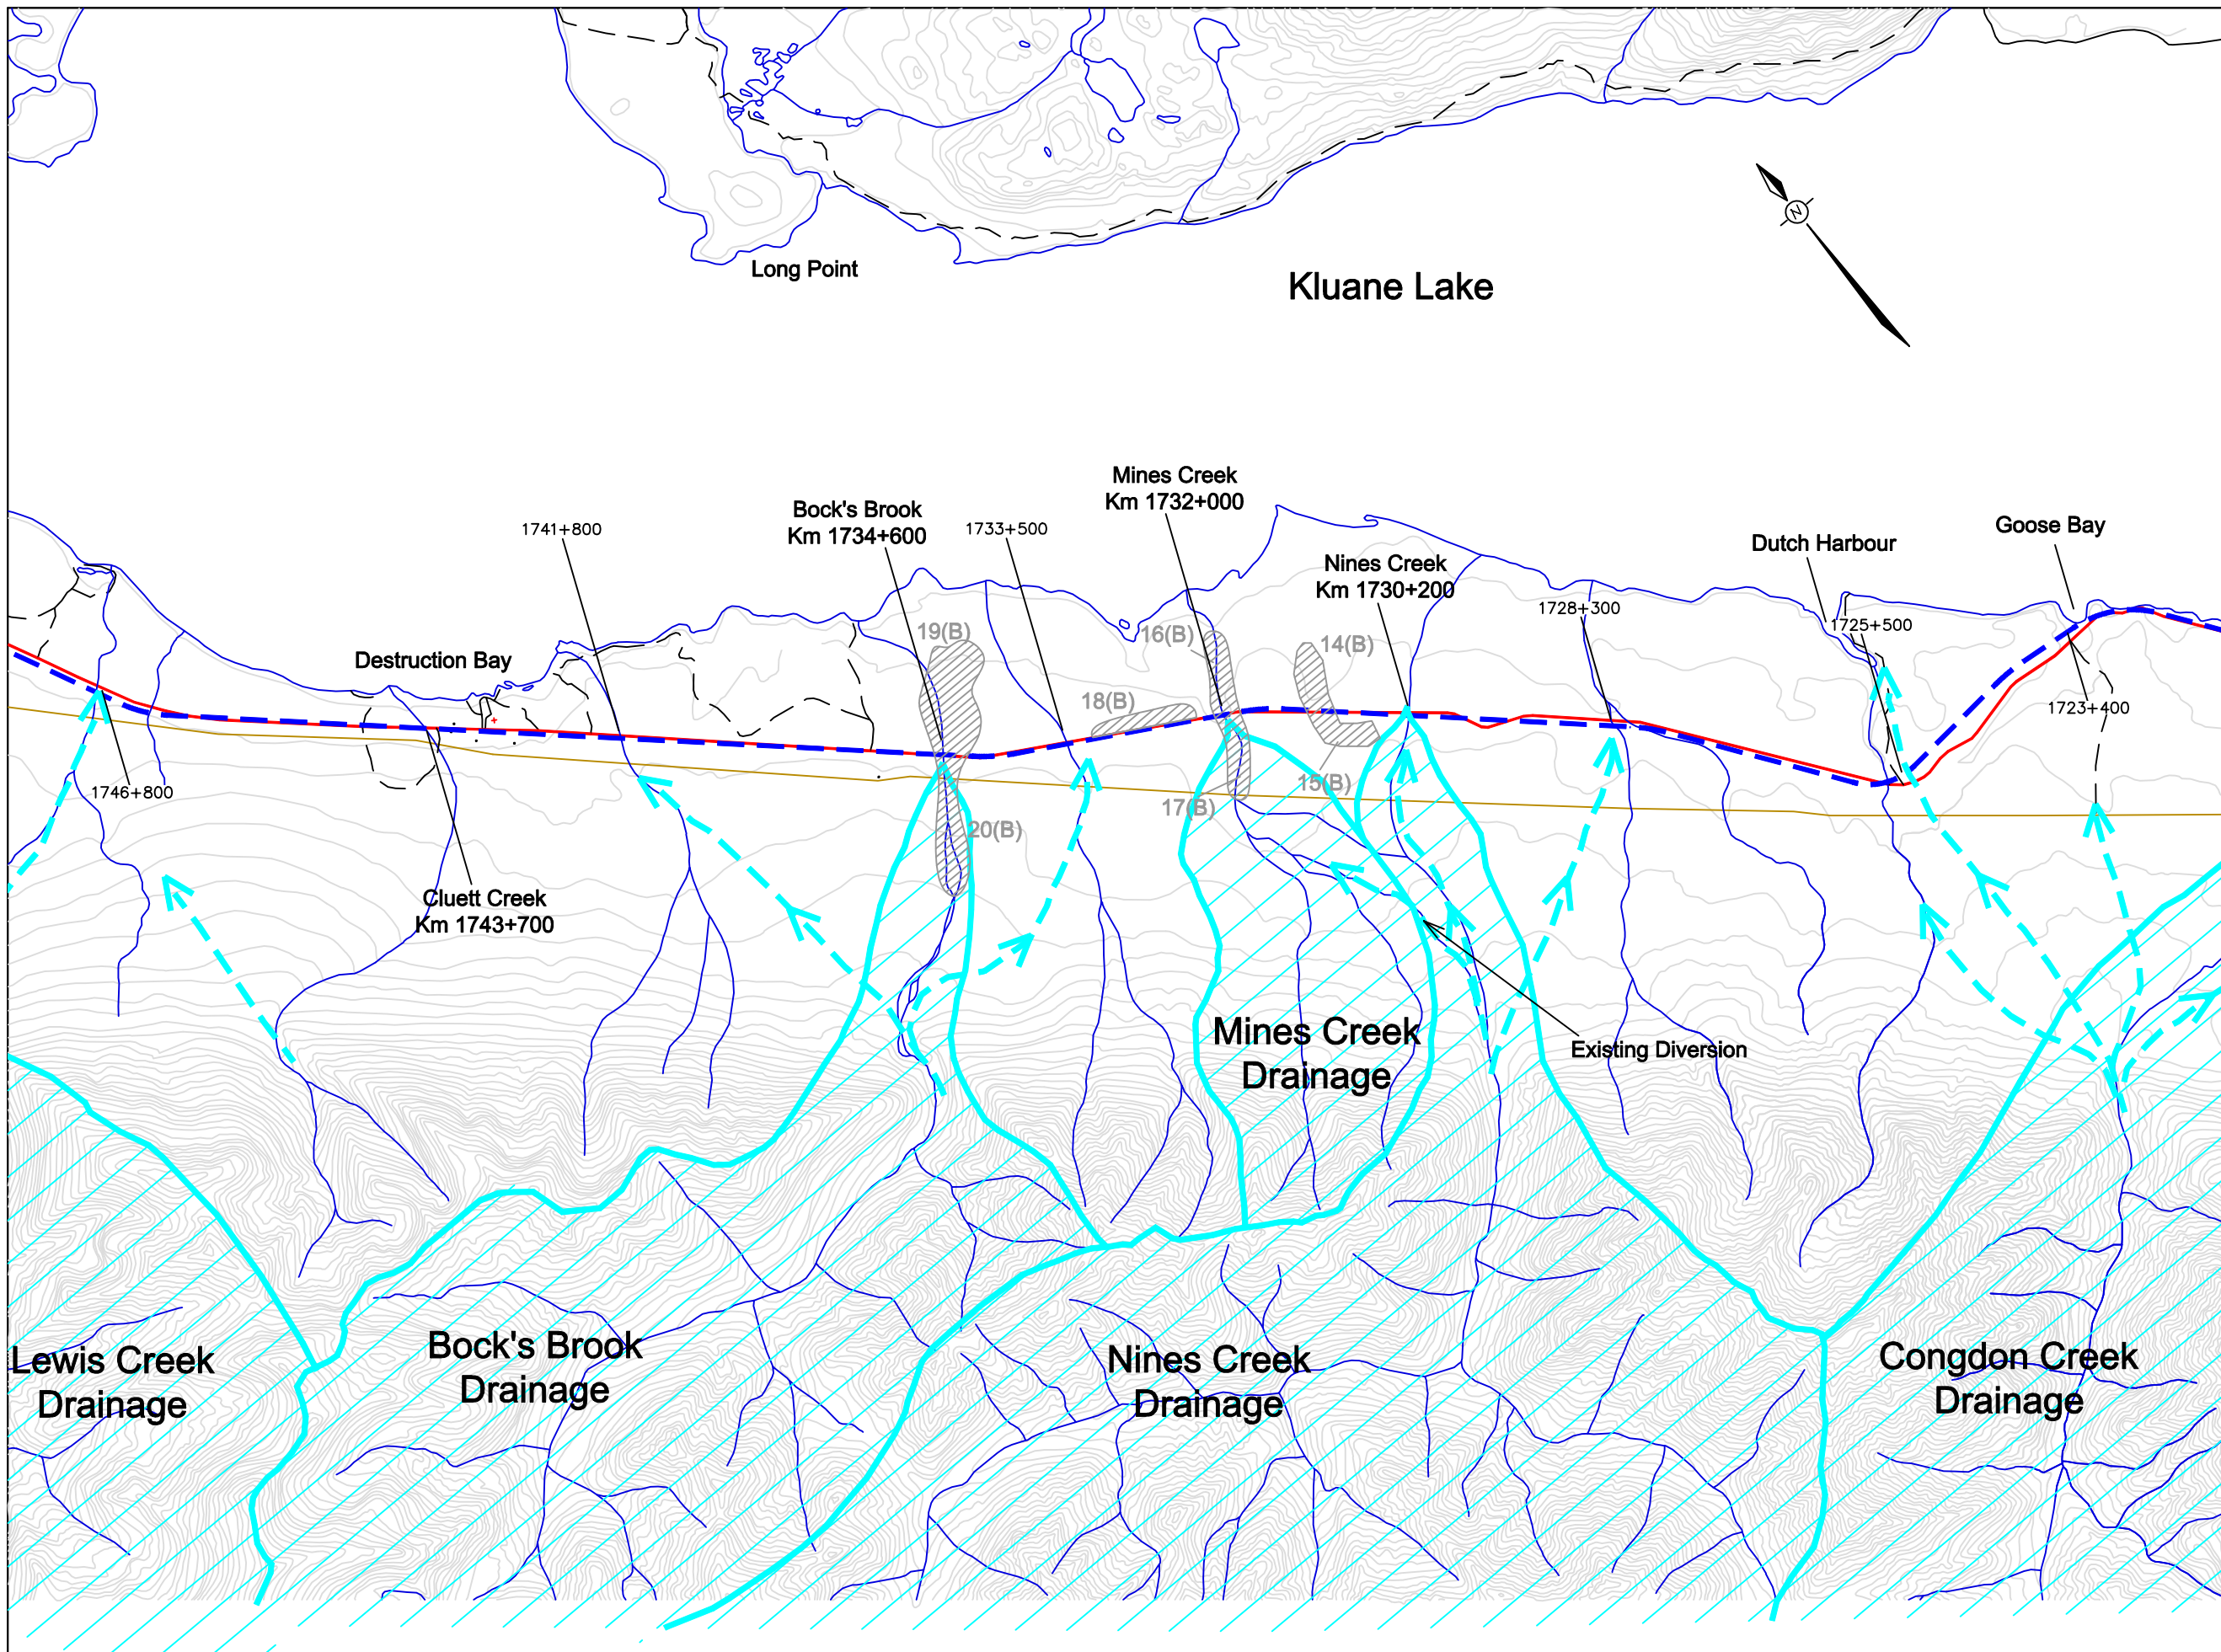 Long Point
Kluane Lake
N
Mines Creek
Km 1732+000
Bock's Brook
Km 1734+600
1741+800
1733+500
Goose Bay
Dutch Harbour
Nines Creek
Km 1730+200
1728+300
1725+500
19(B)
16(B)
14(B)
Destruction Bay
18(B)
1723+400
15(B)
1746+800
17(B)
20(B)
Cluett Creek
Km 1743+700
Mines Creek
Drainage
Existing Diversion
Lewis Creek
Drainage
Bock's Brook
Drainage
Nines Creek
Drainage
Congdon Creek
Drainage